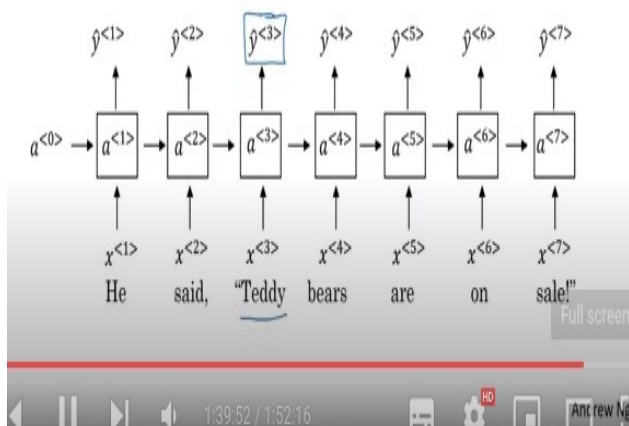 ŷ<1> ŷ<2> ŷ<3> ŷ<4> ŷ<5> ŷ<6> ŷ<7>
a<0> a<1> a<2> a<3> a<4> a<5> a<6> a<7>
x<1> x<2> x<3> x<4> x<5> x<6> x<7>
He said, “Teddy bears are on sale!”
Full screen
1:39:52 / 1:52:16 HD Andrew Ng